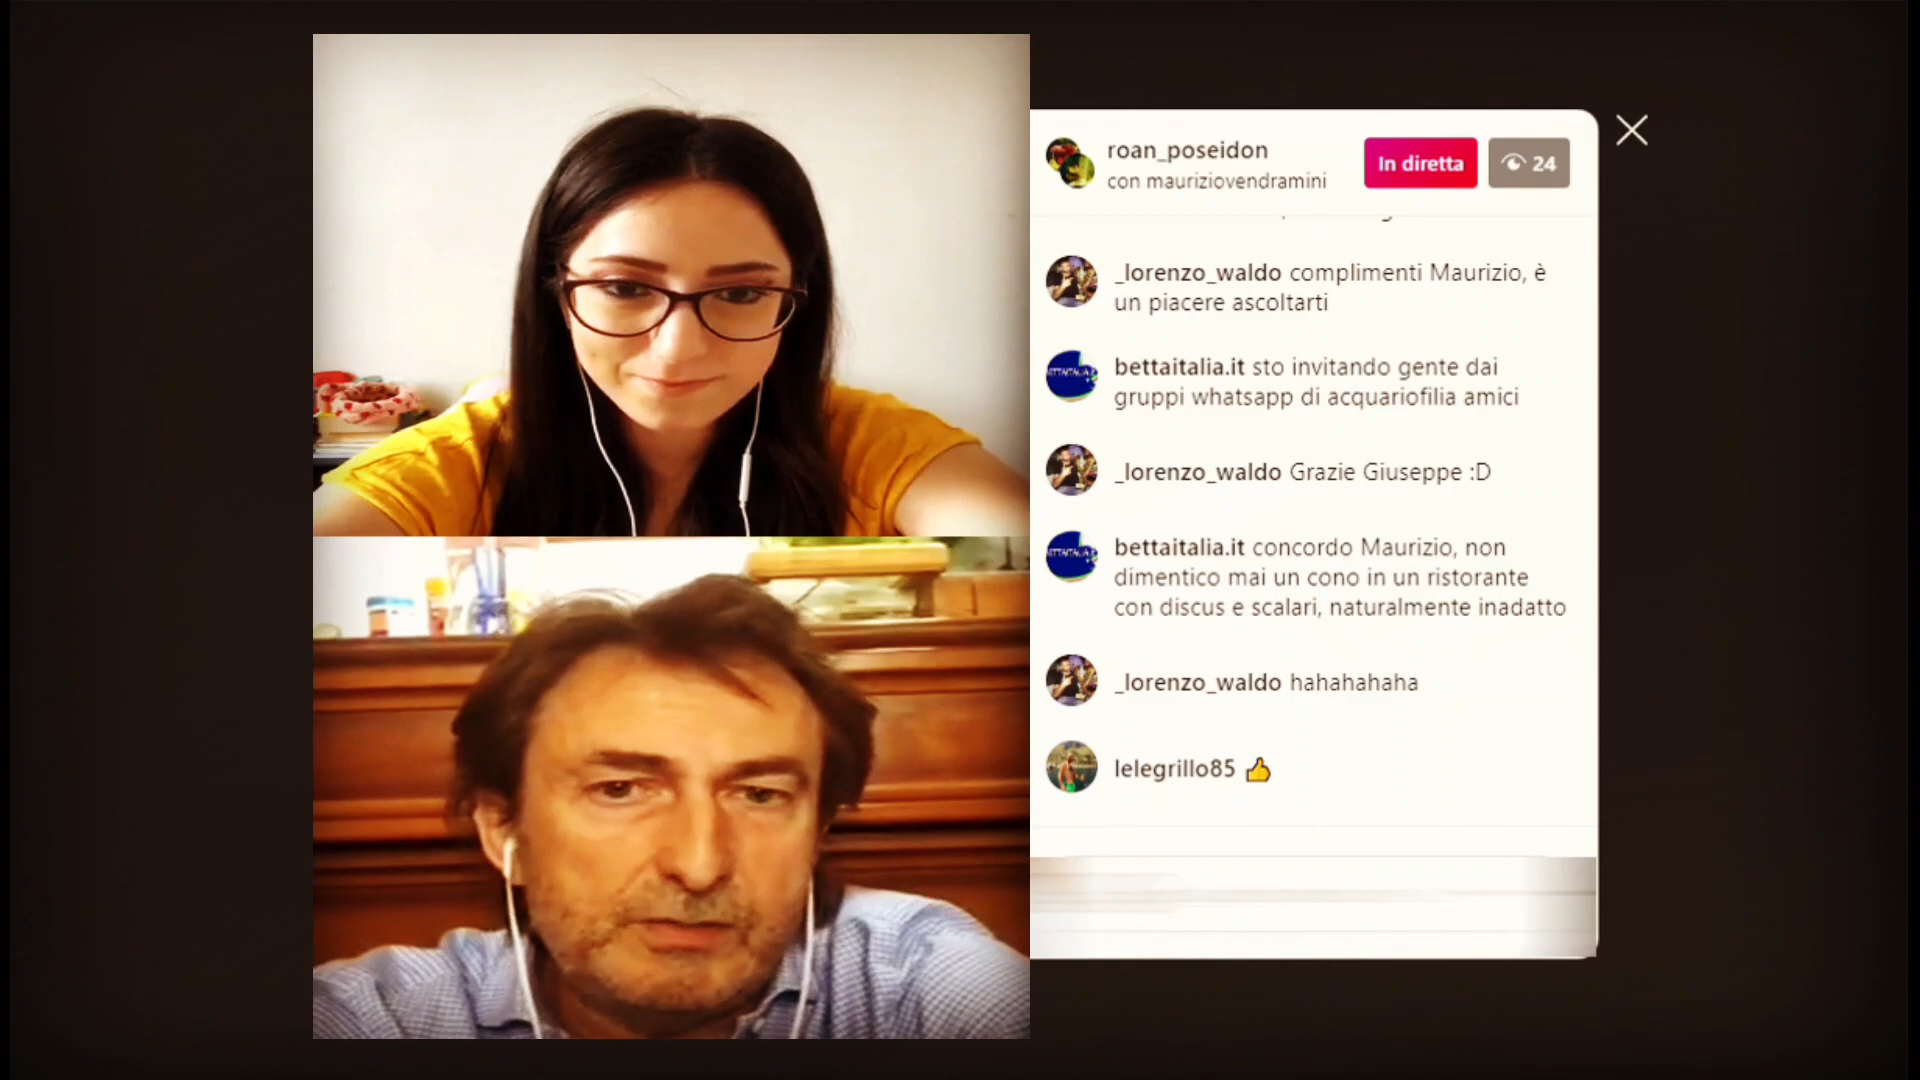 roan_poseidon
con mauriziovendramini
In diretta
24
_lorenzo_waldo complimenti Maurizio, è
un piacere ascoltarti
bettaitalia.it sto invitando gente dai
gruppi whatsapp di acquariofilia amici
_lorenzo_waldo Grazie Giuseppe :D
bettaitalia.it concordo Maurizio, non
dimentico mai un cono in un ristorante
con discus e scalari, naturalmente inadatto
_lorenzo_waldo hahahahaha
lelegrillo85 👍